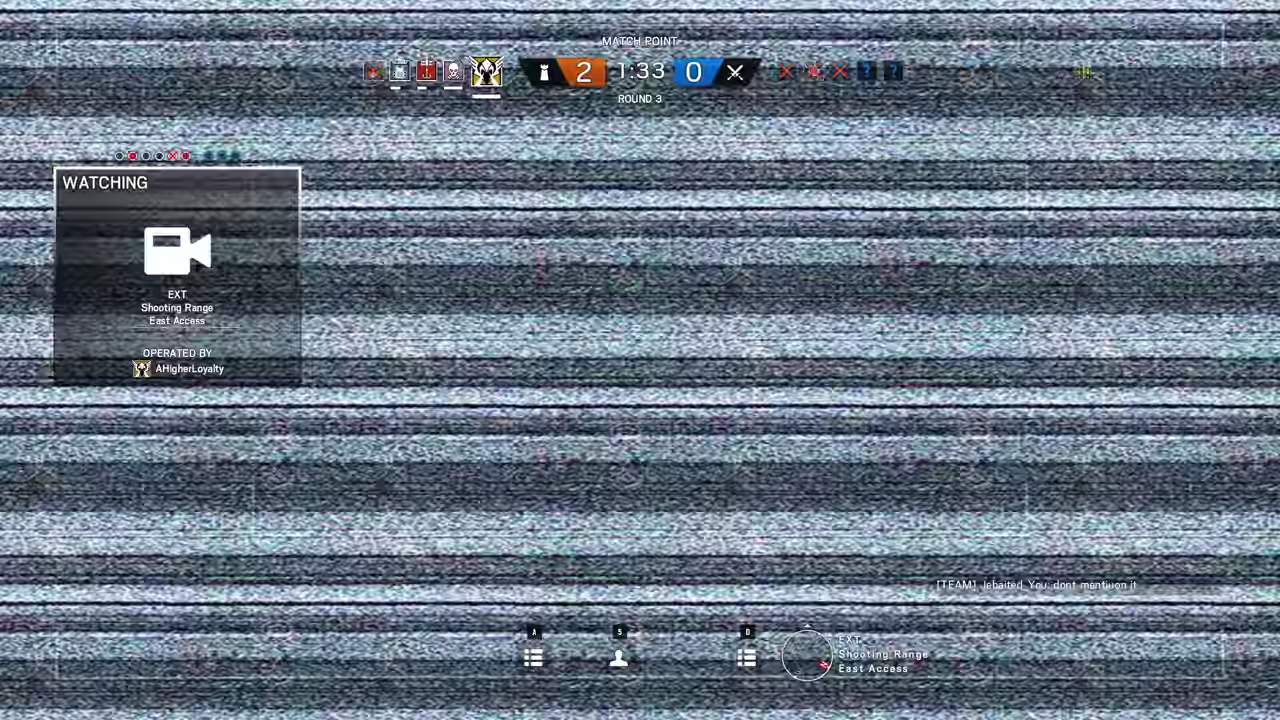 MATCH POINT
2 1:33 0
ROUND 3
? ?
WATCHING
EXT
Shooting Range
East Access
OPERATED BY
AHigherLoyalty
[TEAM] Jebaited You: dont mentiuon it
A S D
EXT
Shooting Range
East Access